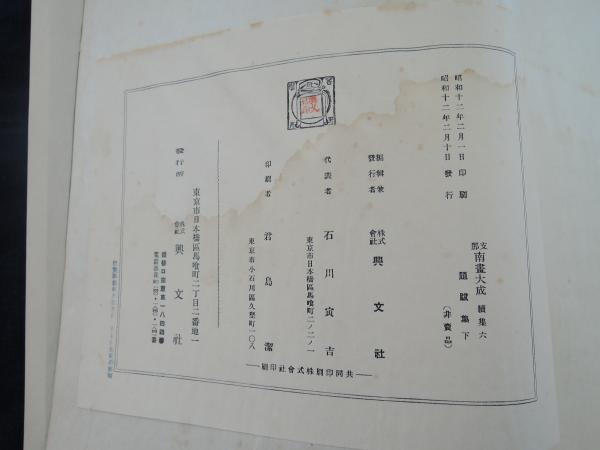 昭和十二年二月一日印刷
昭和十二年二月十日發行
支那南畫大成 續集六
題跋集下
（非賣品）
編輯兼發行者 株式會社 興文社
代表者 石川寅吉
東京市日本橋區馬喰町二ノ二ノ一
印刷者 君島潔
東京市小石川區久堅町一〇八
發行所 株式會社 興文社
東京市日本橋區馬喰町二丁目二番地一
共同印刷株式會社印刷